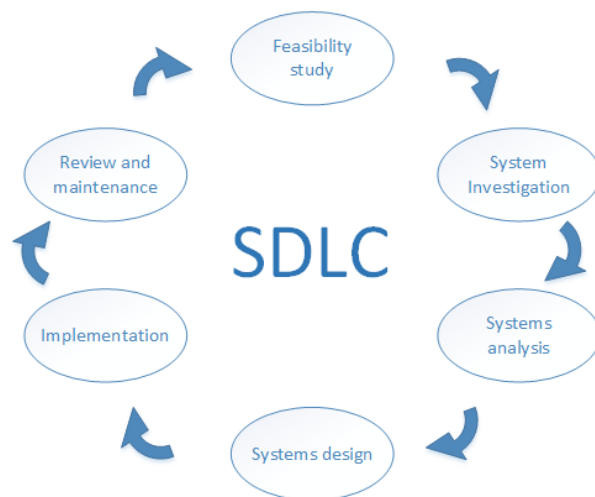 Feasibility
study
System
Investigation
Systems
analysis
Systems design
Implementation
Review and
maintenance
SDLC